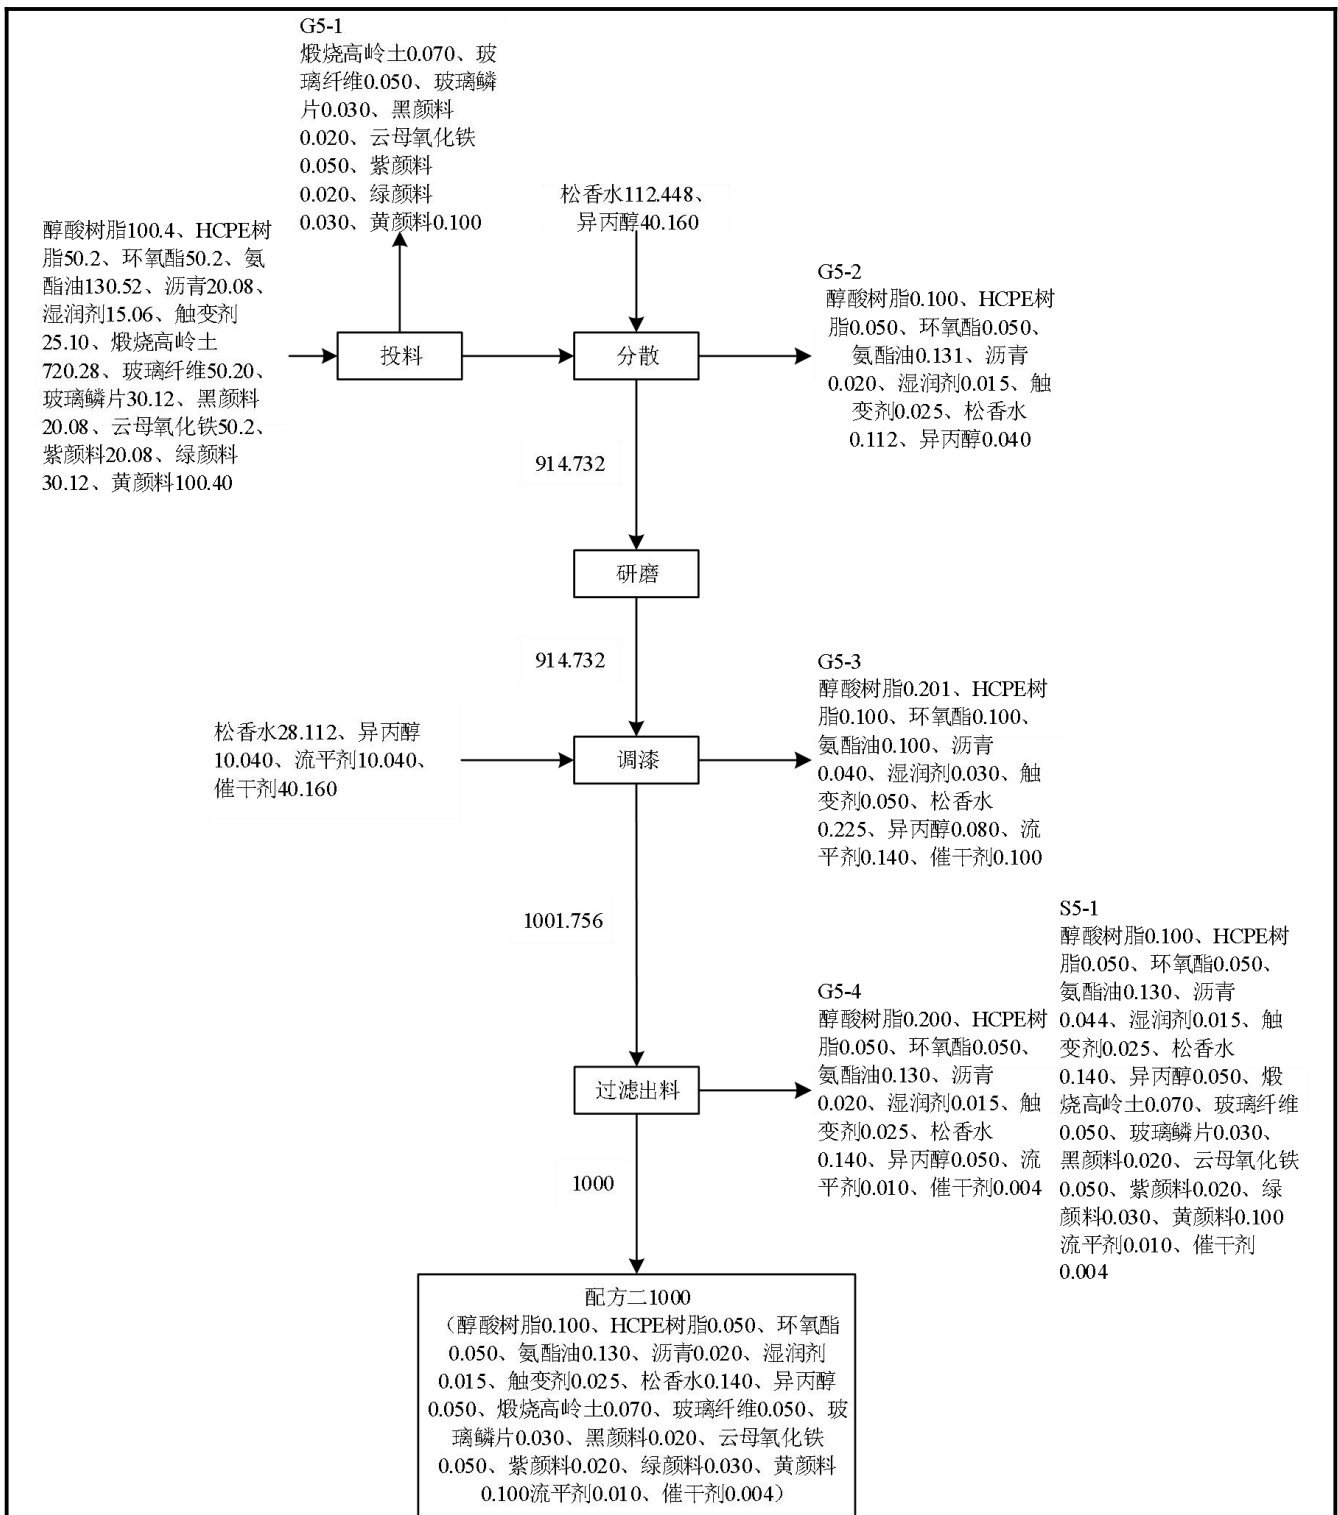 G5-1
煅烧高岭土0.070、玻
璃纤维0.050、玻璃鳞
片0.030、黑颜料
0.020、云母氧化铁
0.050、紫颜料
0.020、绿颜料
0.030、黄颜料0.100
松香水112.448、
异丙醇40.160
醇酸树脂100.4、HCPE树
脂50.2、环氧酯50.2、氨
酯油130.52、沥青20.08、
湿润剂15.06、触变剂
25.10、煅烧高岭土
720.28、玻璃纤维50.20、
玻璃鳞片30.12、黑颜料
20.08、云母氧化铁50.2、
紫颜料20.08、绿颜料
30.12、黄颜料100.40
投料
分散
G5-2
醇酸树脂0.100、HCPE树
脂0.050、环氧酯0.050、
氨酯油0.131、沥青
0.020、湿润剂0.015、触
变剂0.025、松香水
0.112、异丙醇0.040
914.732
研磨
914.732
松香水28.112、异丙醇
10.040、流平剂10.040、
催干剂40.160
调漆
G5-3
醇酸树脂0.201、HCPE树
脂0.100、环氧酯0.100、
氨酯油0.100、沥青
0.040、湿润剂0.030、触
变剂0.050、松香水
0.225、异丙醇0.080、流
平剂0.140、催干剂0.100
1001.756
过滤出料
G5-4
醇酸树脂0.200、HCPE树
脂0.050、环氧酯0.050、
氨酯油0.130、沥青
0.020、湿润剂0.015、触
变剂0.025、松香水
0.140、异丙醇0.050、流
平剂0.010、催干剂0.004
S5-1
醇酸树脂0.100、HCPE树
脂0.050、环氧酯0.050、
氨酯油0.130、沥青
0.044、湿润剂0.015、触
变剂0.025、松香水
0.140、异丙醇0.050、煅
烧高岭土0.070、玻璃纤维
0.050、玻璃鳞片0.030、
黑颜料0.020、云母氧化铁
0.050、紫颜料0.020、绿
颜料0.030、黄颜料0.100
流平剂0.010、催干剂
0.004
1000
配方二1000
（醇酸树脂0.100、HCPE树脂0.050、环氧酯
0.050、氨酯油0.130、沥青0.020、湿润剂
0.015、触变剂0.025、松香水0.140、异丙醇
0.050、煅烧高岭土0.070、玻璃纤维0.050、玻
璃鳞片0.030、黑颜料0.020、云母氧化铁
0.050、紫颜料0.020、绿颜料0.030、黄颜料
0.100流平剂0.010、催干剂0.004）